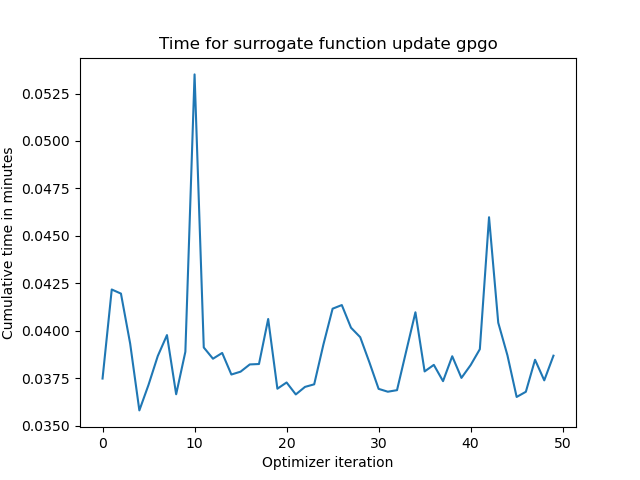 Time for surrogate function update gpgo
Cumulative time in minutes
0.0525
0.0500
0.0475
0.0450
0.0425
0.0400
0.0375
0.0350
0 10 20 30 40 50
Optimizer iteration